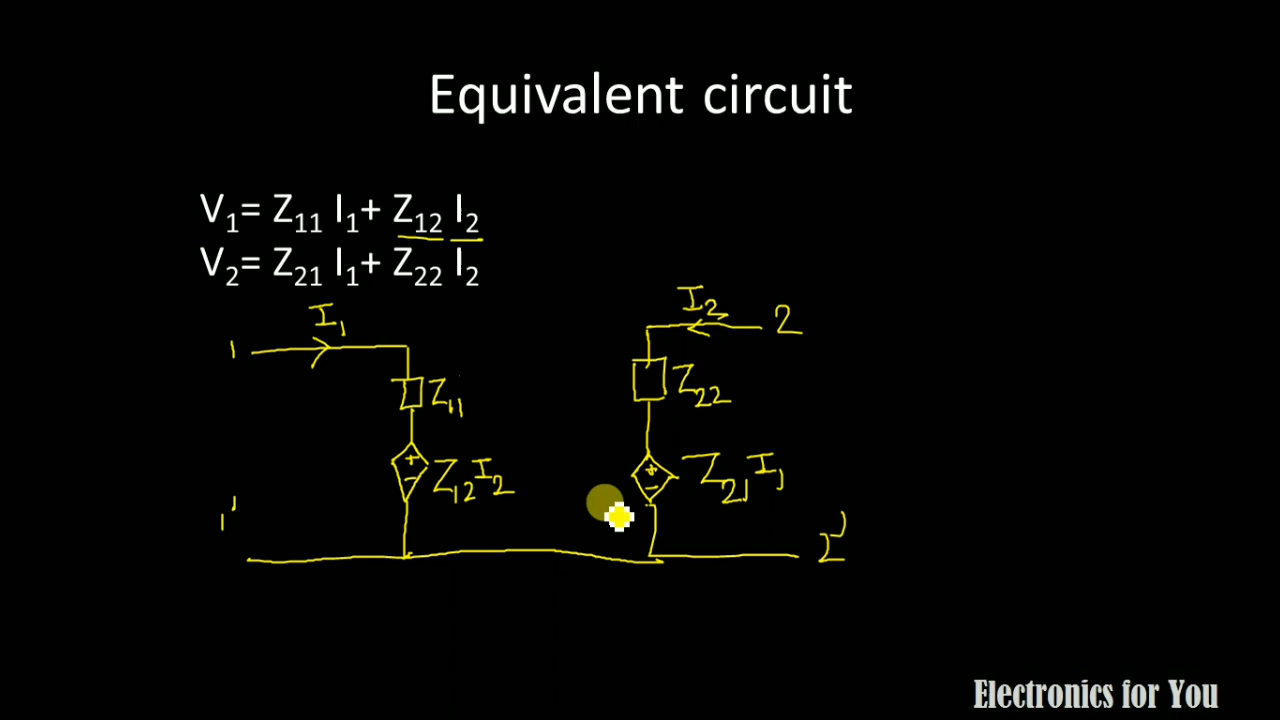 Equivalent circuit
V₁= Z₁₁ I₁+ Z₁₂ I₂
V₂= Z₂₁ I₁+ Z₂₂ I₂
I₁
I₂
1
2
Z₁₁
Z₂₂
+
-
Z₁₂I₂
+
-
Z₂₁I₁
1'
2'
Electronics for You